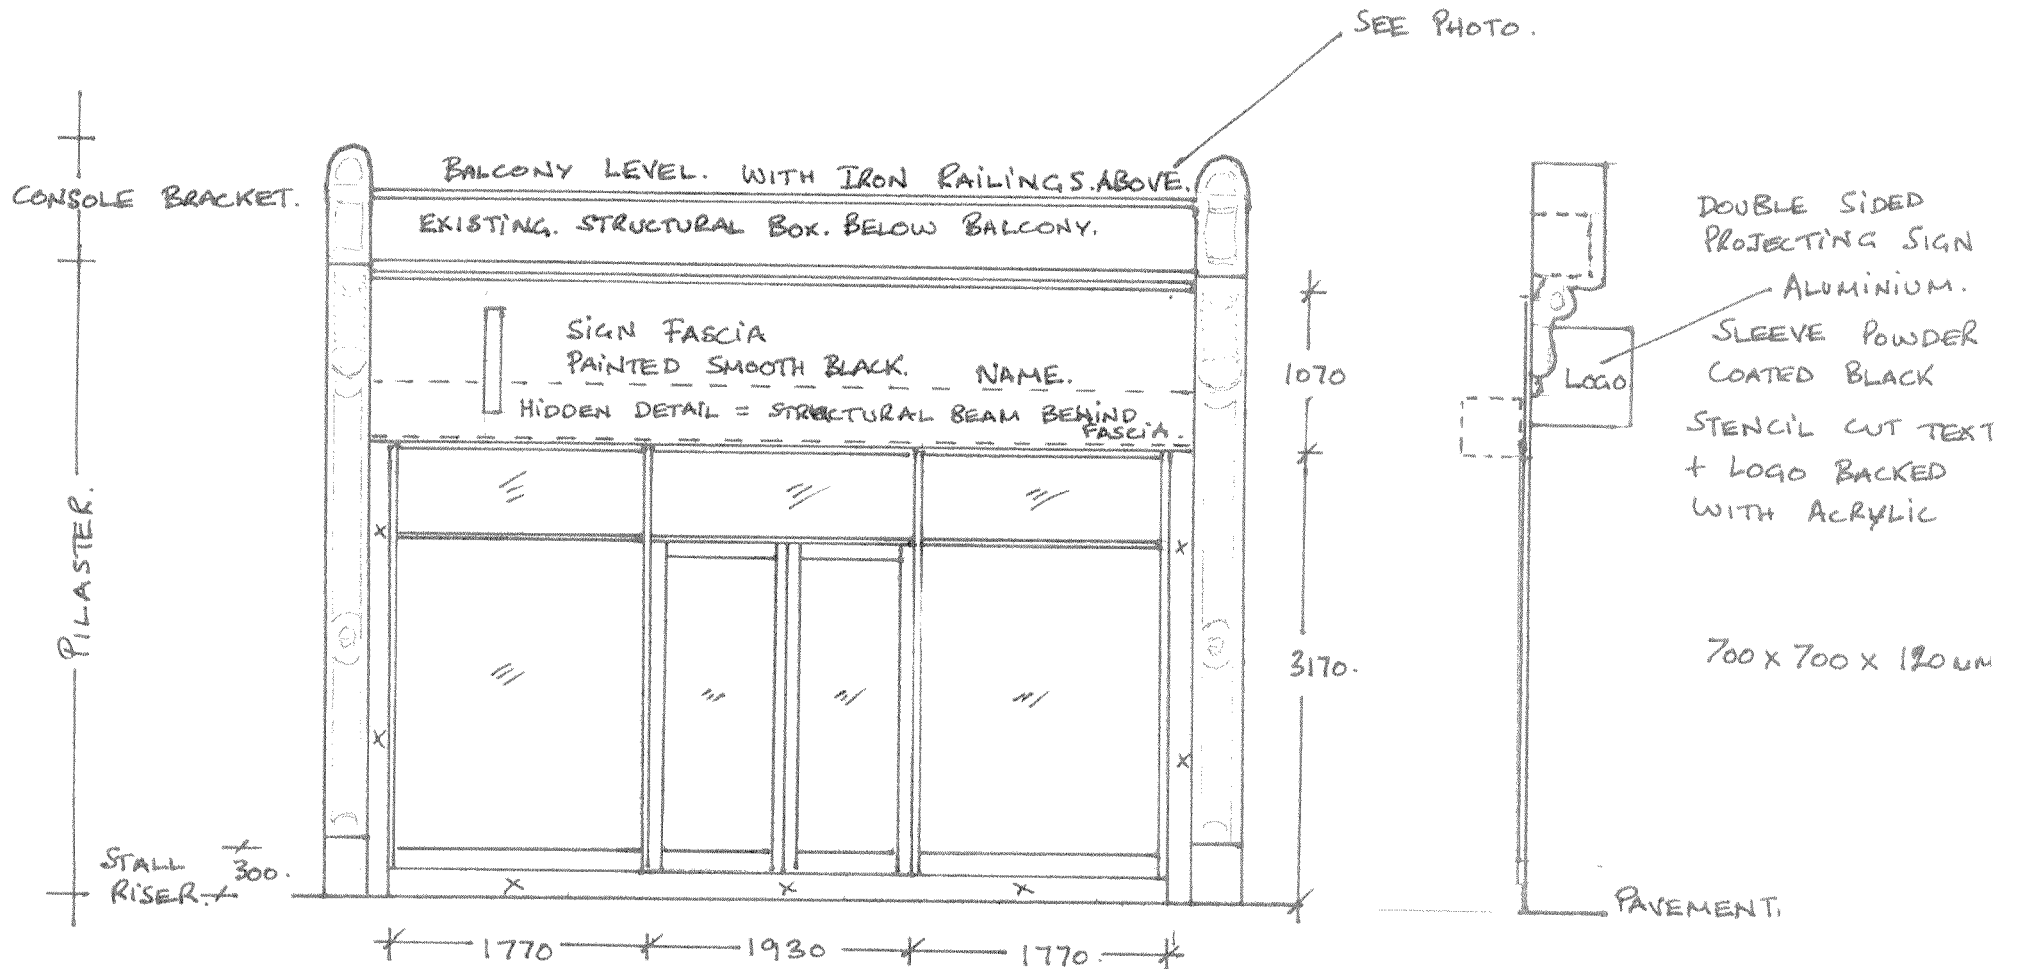 SEE PHOTO.
CONSOLE BRACKET.
BALCONY LEVEL. WITH IRON RAILINGS. ABOVE.
EXISTING. STRUCTURAL BOX. BELOW BALCONY.
SIGN FASCIA
PAINTED SMOOTH BLACK.
NAME.
HIDDEN DETAIL = STRUCTURAL BEAM BEHIND
FASCIA.
PILASTER.
STALL
RISER.
300.
1770
1930
1770.
1070
3170.
LOGO
DOUBLE SIDED
PROJECTING SIGN
ALUMINIUM.
SLEEVE POWDER
COATED BLACK
STENCIL CUT TEXT
+ LOGO BACKED
WITH ACRYLIC
700 x 700 x 120 mm
PAVEMENT.